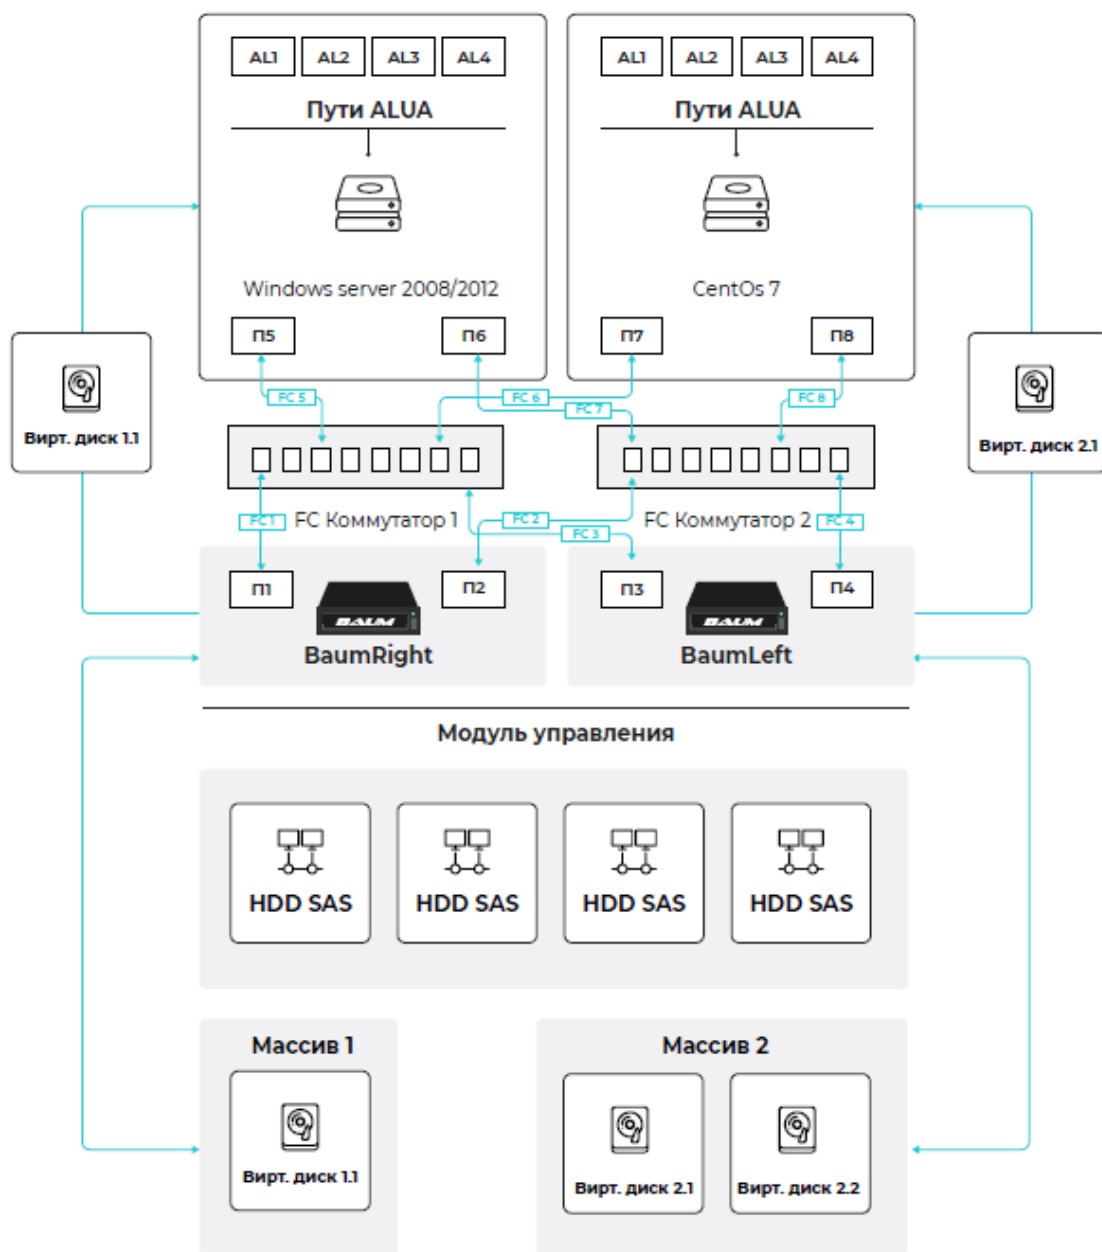 AL1 AL2 AL3 AL4
AL1 AL2 AL3 AL4
Пути ALUA
Пути ALUA
Windows server 2008/2012
CentOs 7
П5 П6
П7 П8
Вирт. диск 1.1
Вирт. диск 2.1
FC 5 FC 6 FC 7 FC 8
FC 1 FC Коммутатор 1 FC 2 FC 3
FC Коммутатор 2 FC 4
П1 BAUM П2
П3 BAUM П4
BaumRight
BaumLeft
Модуль управления
HDD SAS HDD SAS HDD SAS HDD SAS
Массив 1
Массив 2
Вирт. диск 1.1
Вирт. диск 2.1 Вирт. диск 2.2